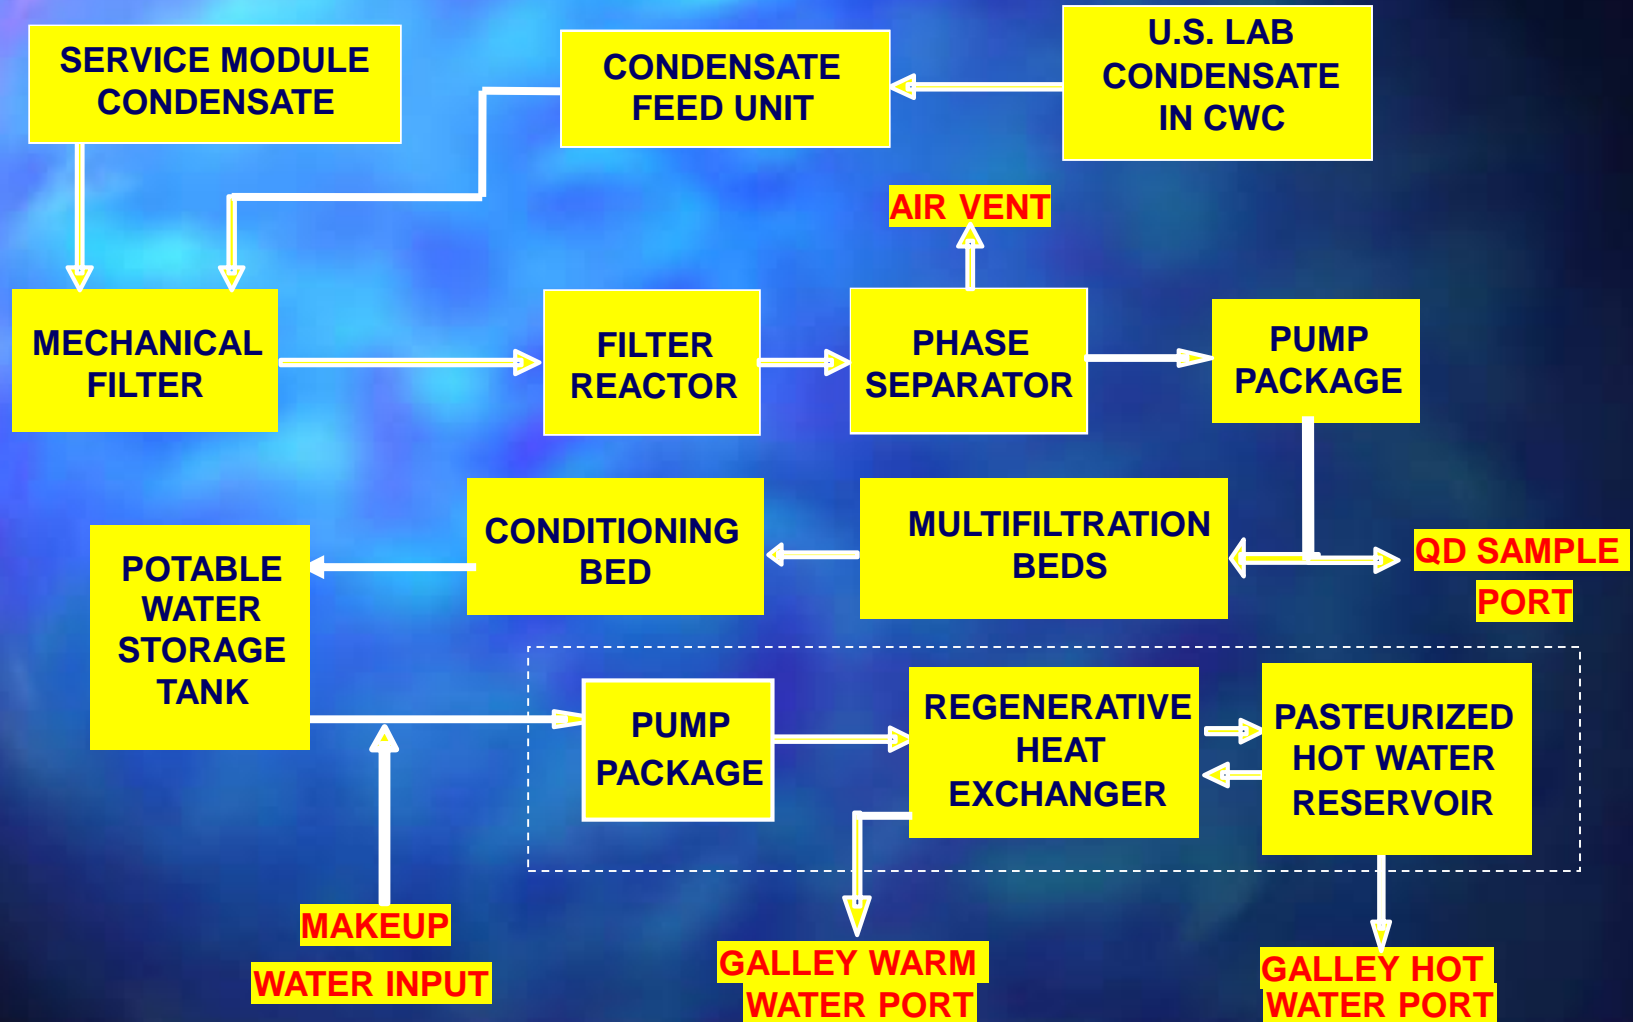 SERVICE MODULE
CONDENSATE
CONDENSATE
FEED UNIT
U.S. LAB
CONDENSATE
IN CWC
AIR VENT
MECHANICAL
FILTER
FILTER
REACTOR
PHASE
SEPARATOR
PUMP
PACKAGE
POTABLE
WATER
STORAGE
TANK
CONDITIONING
BED
MULTIFILTRATION
BEDS
QD SAMPLE
PORT
PUMP
PACKAGE
REGENERATIVE
HEAT
EXCHANGER
PASTEURIZED
HOT WATER
RESERVOIR
MAKEUP
WATER INPUT
GALLEY WARM
WATER PORT
GALLEY HOT
WATER PORT